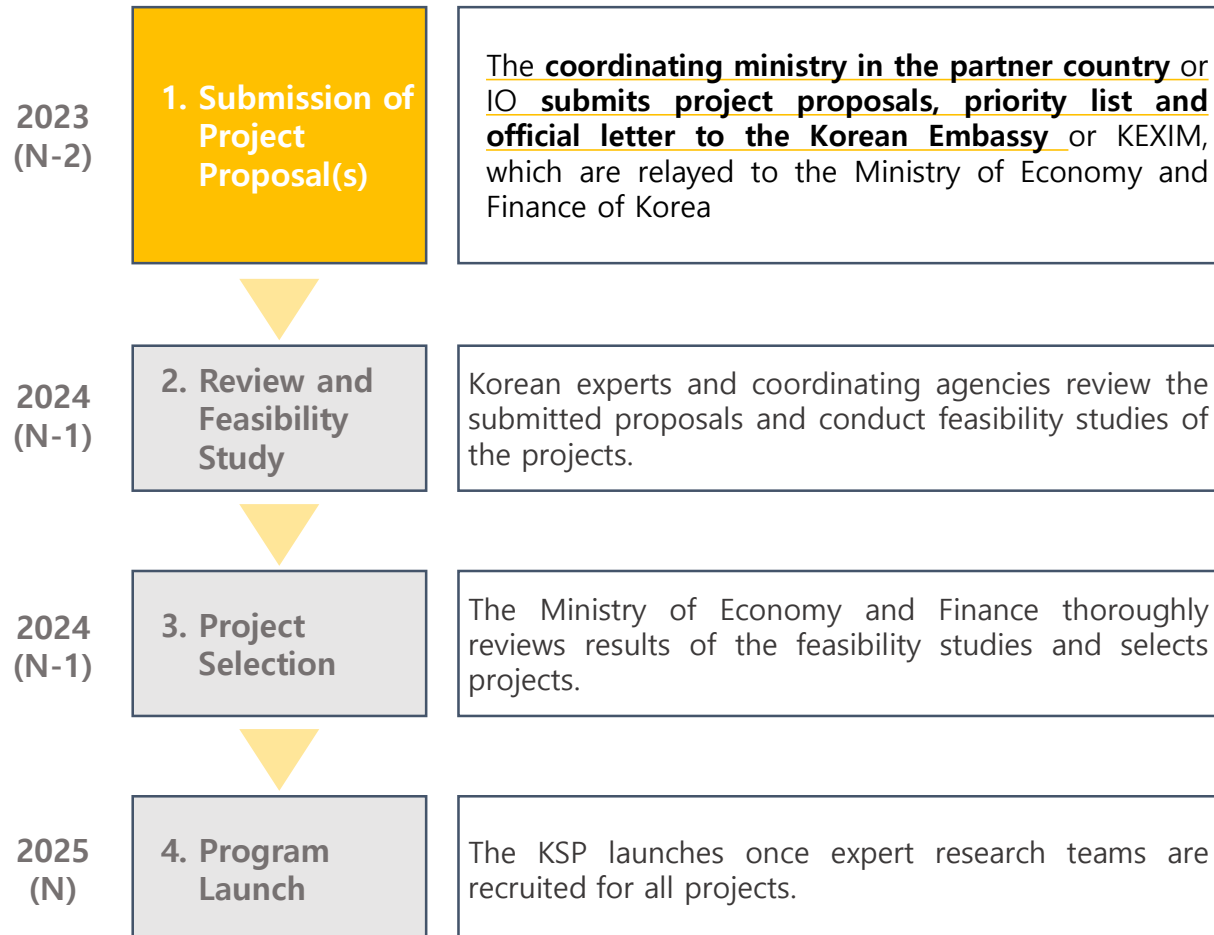 2023
(N-2)
1. Submission of
Project
Proposal(s)
The coordinating ministry in the partner country or
IO submits project proposals, priority list and
official letter to the Korean Embassy or KEXIM,
which are relayed to the Ministry of Economy and
Finance of Korea
2024
(N-1)
2. Review and
Feasibility
Study
Korean experts and coordinating agencies review the
submitted proposals and conduct feasibility studies of
the projects.
2024
(N-1)
3. Project
Selection
The Ministry of Economy and Finance thoroughly
reviews results of the feasibility studies and selects
projects.
2025
(N)
4. Program
Launch
The KSP launches once expert research teams are
recruited for all projects.